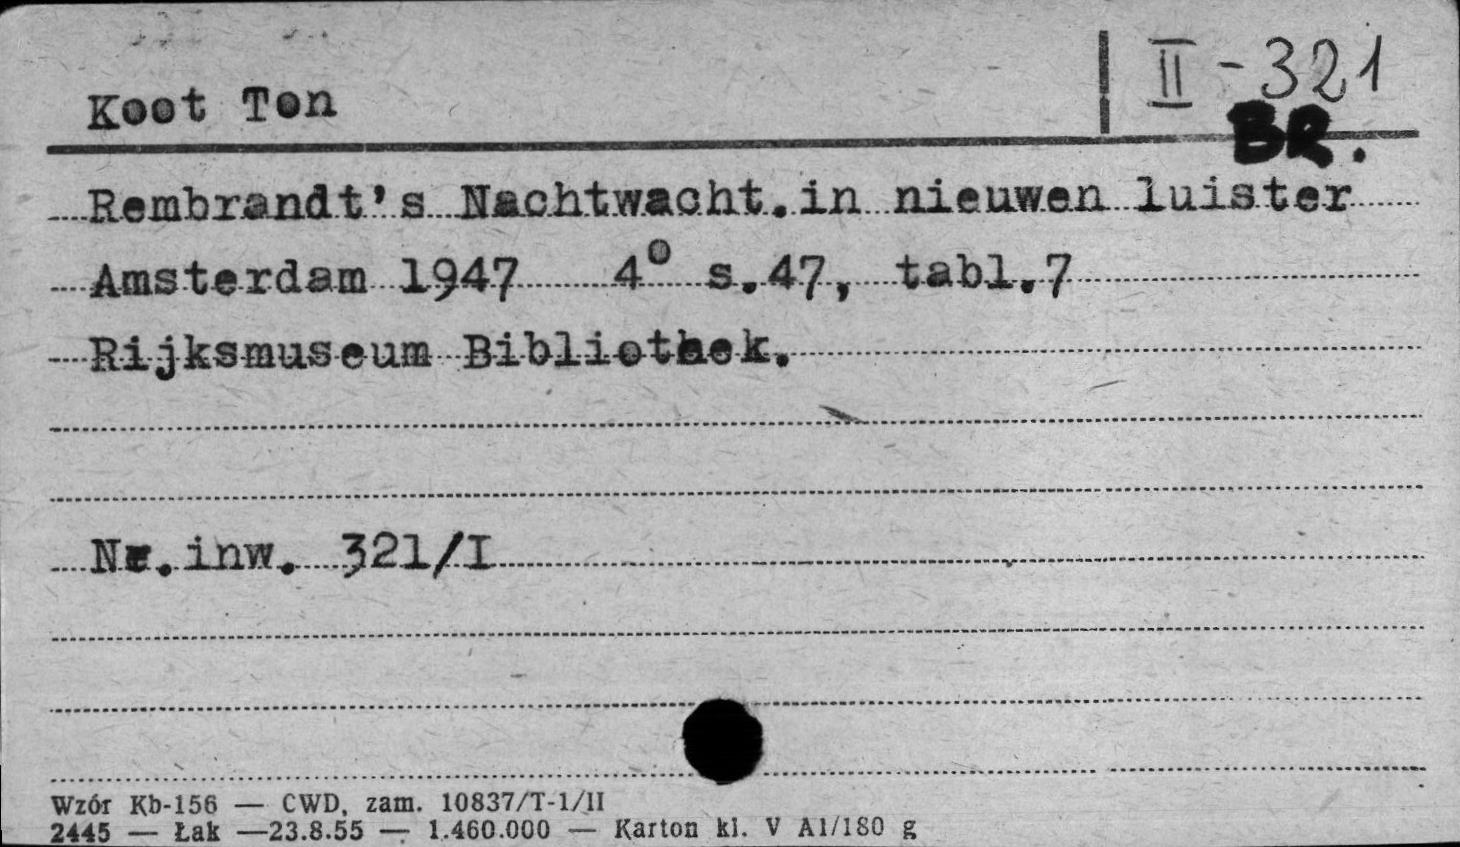 Koot Ton
II - 321
BR.
Rembrandt's Nachtwacht.in nieuwen luister
Amsterdam 1947 4° s.47, tabl.7
Rijksmuseum Bibliotheek.
Nr.inw. 321/I
Wzór Kb-156 — CWD, zam. 10837/T-1/II
2445 — Łak —23.8.55 — 1.460.000 — Karton kl. V A1/180 g